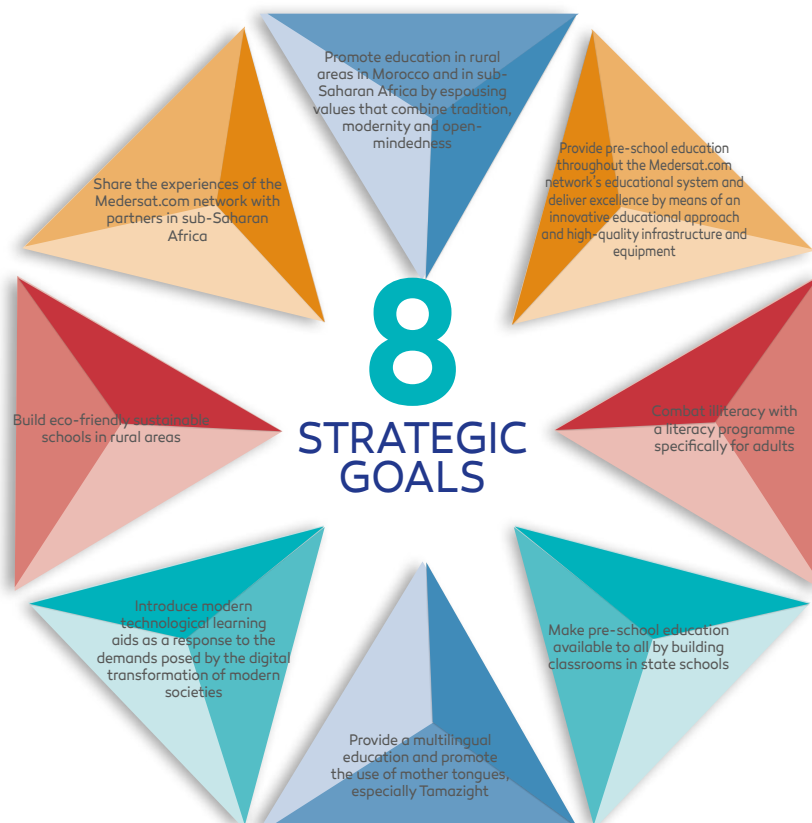 Promote education in rural
areas in Morocco and in sub-
Saharan Africa by espousing
values that combine tradition,
modernity and open-
mindedness
Provide pre-school education
throughout the Medersat.com
network's educational system and
deliver excellence by means of an
innovative educational approach
and high-quality infrastructure and
equipment
Combat illiteracy with
a literacy programme
specifically for adults
Make pre-school education
available to all by building
classrooms in state schools
Provide a multilingual
education and promote
the use of mother tongues,
especially Tamazight
Introduce modern
technological learning
aids as a response to the
demands posed by the digital
transformation of modern
societies
Build eco-friendly sustainable
schools in rural areas
Share the experiences of the
Medersat.com network with
partners in sub-Saharan
Africa
8
STRATEGIC
GOALS